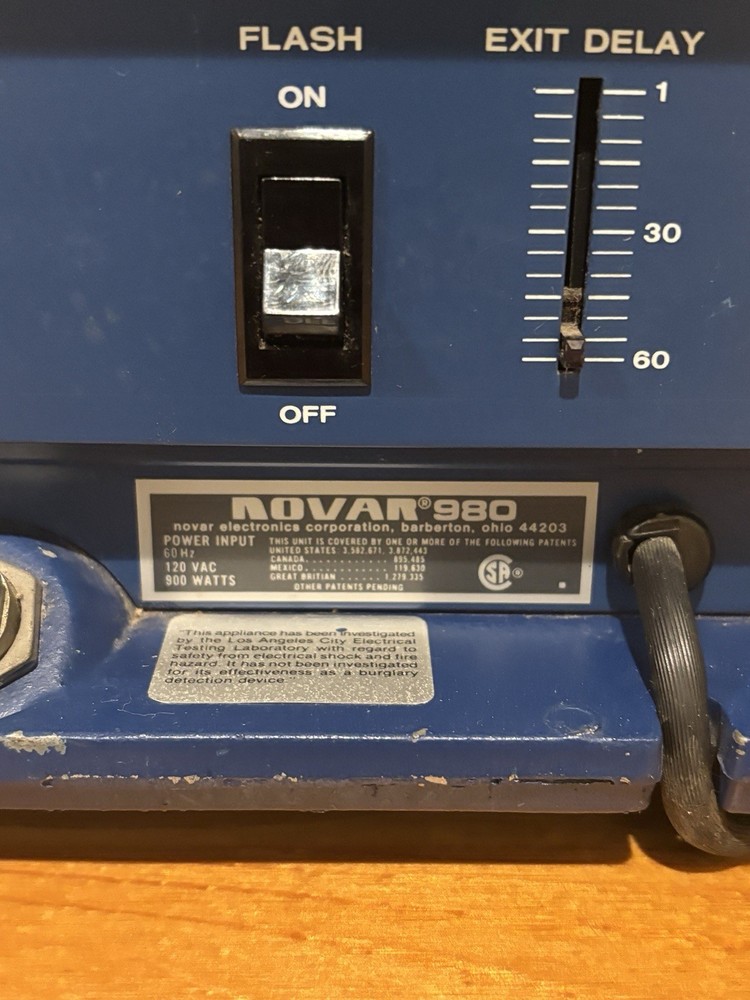 FLASH
EXIT DELAY
ON
1
30
60
OFF
NOVAR® 980
novar electronics corporation, barberton, ohio 44203
POWER INPUT
60 Hz
120 VAC
900 WATTS
THIS UNIT IS COVERED BY ONE OR MORE OF THE FOLLOWING PATENTS
UNITED STATES: 3,582,671, 3,872,443
CANADA............ 895,485
MEXICO............ 119,630
GREAT BRITIAN ....... 1,279,335
OTHER PATENTS PENDING
SA®
"This appliance has been investigated
by the Los Angeles City Electrical
Testing Laboratory with regard to
safety from electrical shock and fire
hazard. It has not been investigated
for its effectiveness as a burglary
detection device."